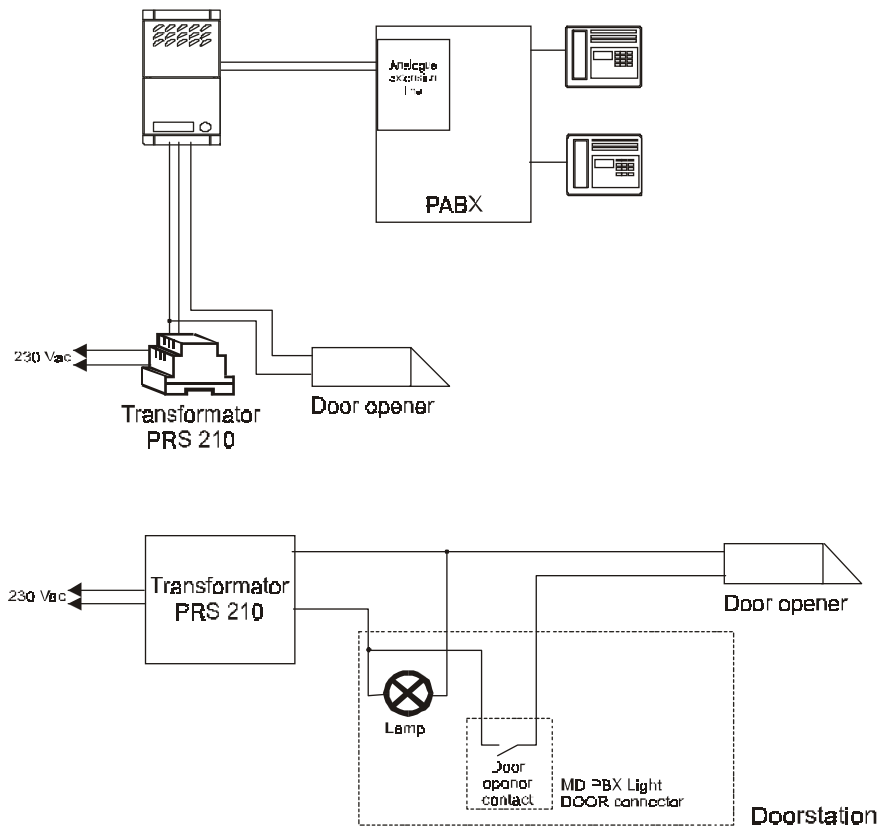 Analogue
extension
line
PABX
230 Vac
Transformator
PRS 210
Door opener
230 Vac
Transformator
PRS 210
Door opener
Lamp
Door
opener
contact
MD PBX Light
DOOR connector
Doorstation